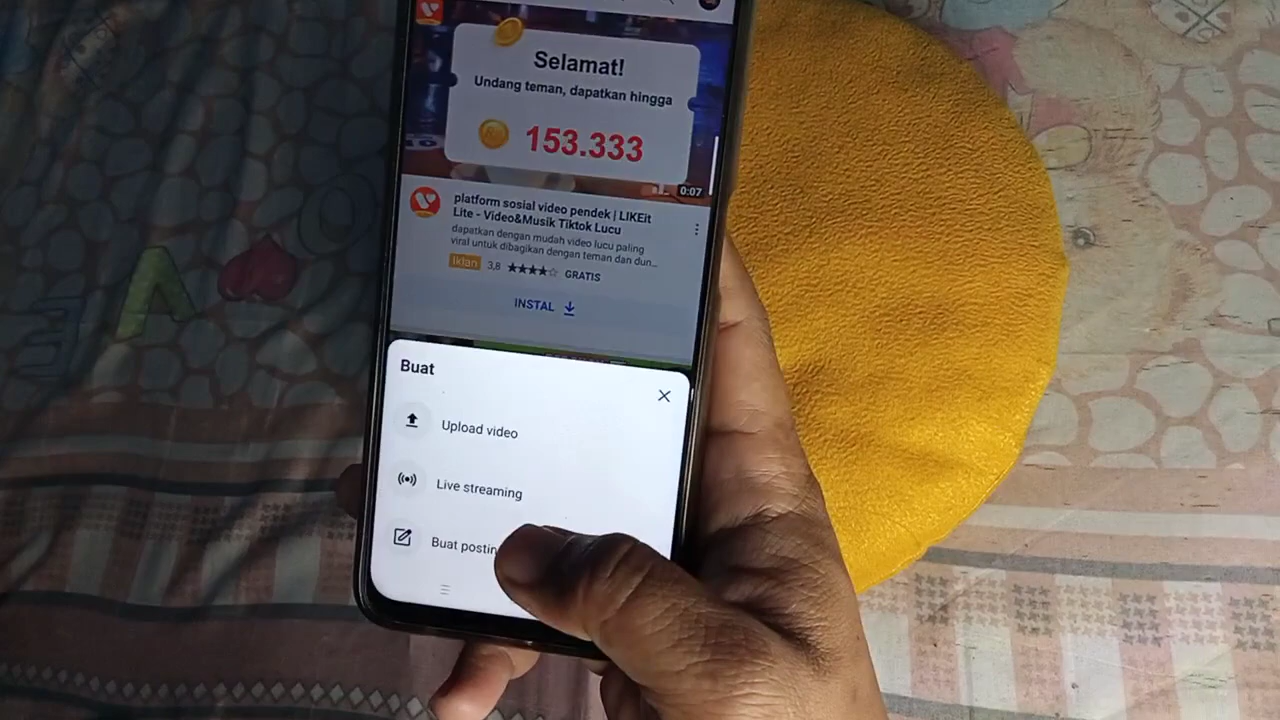 Selamat!
Undang teman, dapatkan hingga
153.333
0:07
platform sosial video pendek | LIKEit
Lite - Video&Musik Tiktok Lucu
dapatkan dengan mudah video lucu paling
viral untuk dibagikan dengan teman dan dun...
Iklan 3,8 GRATIS
INSTAL
Buat
Upload video
Live streaming
Buat postin